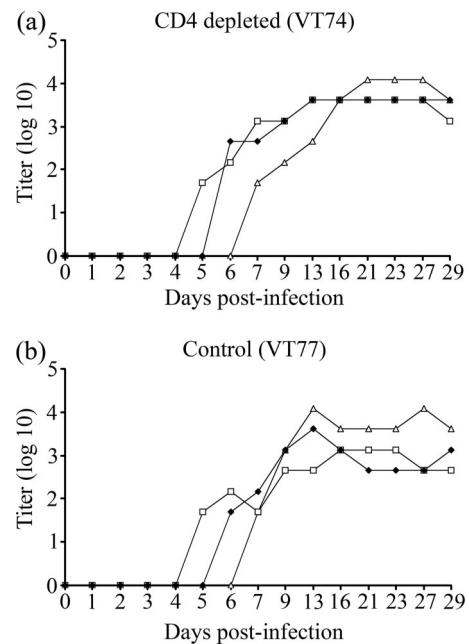 (a) CD4 depleted (VT74)
5
4
3
2
1
0
Titer (log 10)
0 1 2 3 4 5 6 7 9 13 16 21 23 27 29
Days post-infection
(b) Control (VT77)
5
4
3
2
1
0
Titer (log 10)
0 1 2 3 4 5 6 7 9 13 16 21 23 27 29
Days post-infection